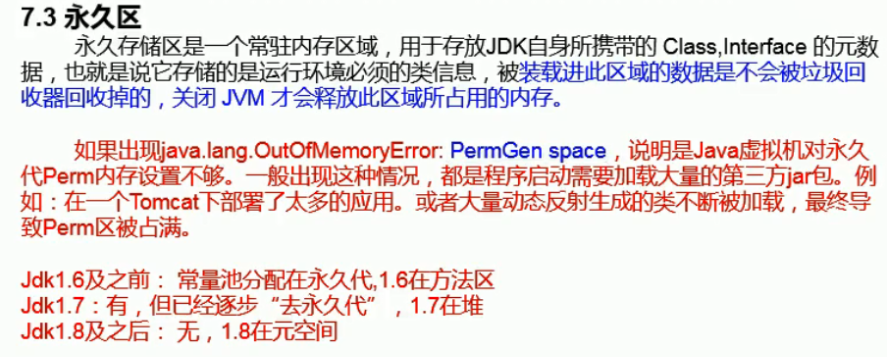 7.3 永久区
永久存储区是一个常驻内存区域，用于存放JDK自身所携带的 Class,Interface 的元数
据，也就是说它存储的是运行环境必须的类信息，被装载进此区域的数据是不会被垃圾回
收器回收掉的，关闭 JVM 才会释放此区域所占用的内存。
如果出现java.lang.OutOfMemoryError: PermGen space，说明是Java虚拟机对永久
代Perm内存设置不够。一般出现这种情况，都是程序启动需要加载大量的第三方jar包。例
如：在一个Tomcat下部署了太多的应用。或者大量动态反射生成的类不断被加载，最终导
致Perm区被占满。
Jdk1.6及之前： 常量池分配在永久代,1.6在方法区
Jdk1.7：有，但已经逐步“去永久代”，1.7在堆
Jdk1.8及之后： 无，1.8在元空间